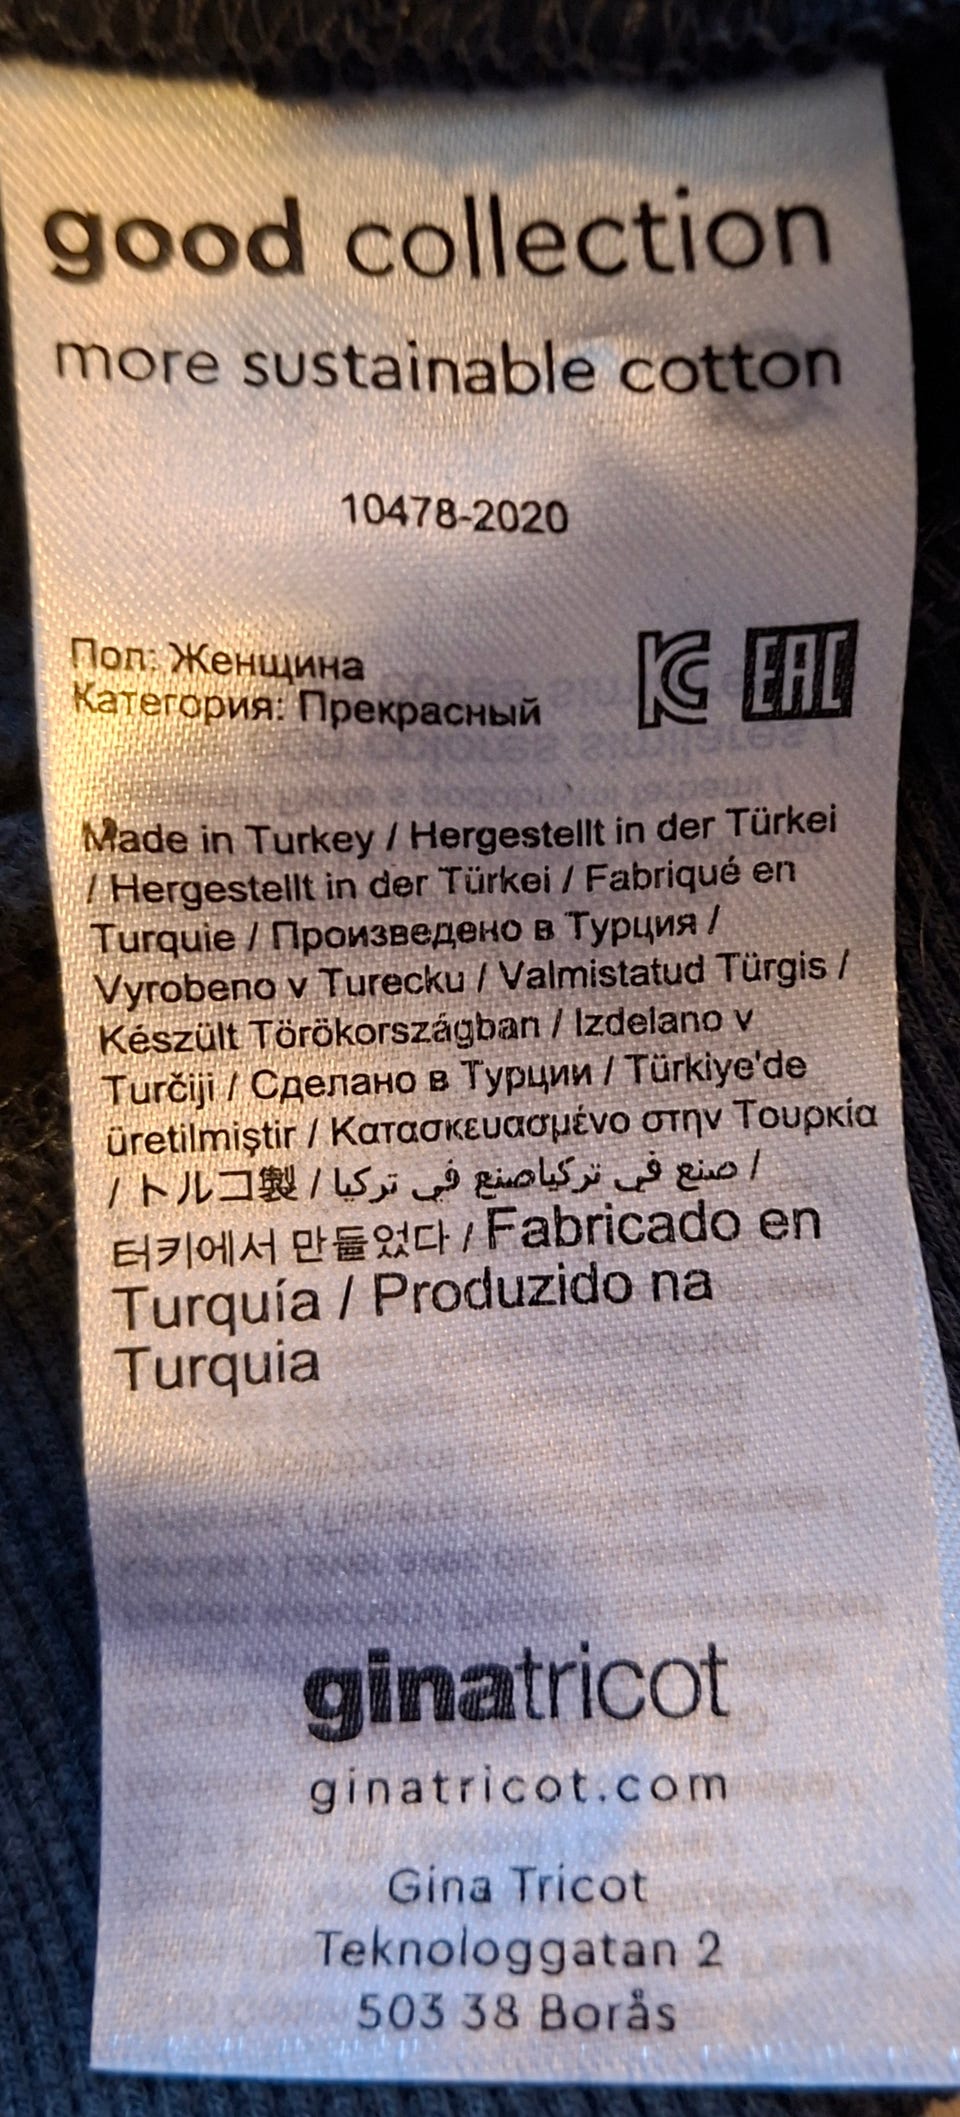 good collection
more sustainable cotton
10478-2020
Пол: Женщина
Категория: Прекрасный
KC EAC
Made in Turkey / Hergestellt in der Türkei
/ Hergestellt in der Türkei / Fabriqué en
Turquie / Произведено в Турция /
Vyrobeno v Turecku / Valmistatud Türgis /
Készült Törökországban / Izdelano v
Turčiji / Сделано в Турции / Türkiye'de
üretilmiştir / Κατασκευασμένο στην Τουρκία
/ トルコ製 / صنع في تركياصنع في تركيا /
터키에서 만들었다 / Fabricado en
Turquía / Produzido na
Turquia
ginatricot
ginatricot.com
Gina Tricot
Teknologgatan 2
503 38 Borås